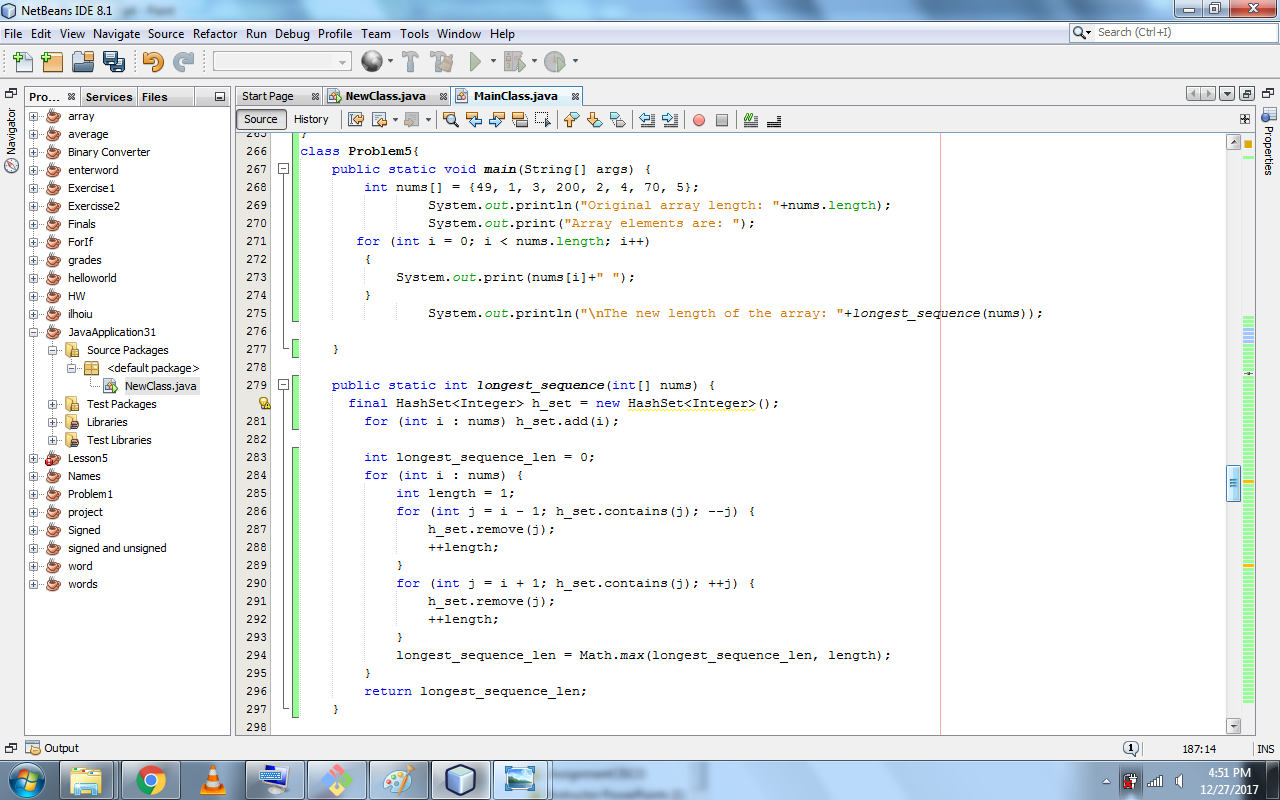 NetBeans IDE 8.1
File Edit View Navigate Source Refactor Run Debug Profile Team Tools Window Help
Search (Ctrl+I)
Pro... Services Files
Start Page NewClass.java MainClass.java
Source History
Navigator
Properties
array
average
Binary Converter
enterword
Exercise1
Exercisse2
Finals
ForIf
grades
helloworld
HW
ilhoiu
JavaApplication31
Source Packages
<default package>
NewClass.java
Test Packages
Libraries
Test Libraries
Lesson5
Names
Problem1
project
Signed
signed and unsigned
word
words
265 }
266 class Problem5{
267 public static void main(String[] args) {
268 int nums[] = {49, 1, 3, 200, 2, 4, 70, 5};
269 System.out.println("Original array length: "+nums.length);
270 System.out.print("Array elements are: ");
271 for (int i = 0; i < nums.length; i++)
272 {
273 System.out.print(nums[i]+" ");
274 }
275 System.out.println("\nThe new length of the array: "+longest_sequence(nums));
276
277 }
278
279 public static int longest_sequence(int[] nums) {
final HashSet<Integer> h_set = new HashSet<Integer>();
281 for (int i : nums) h_set.add(i);
282
283 int longest_sequence_len = 0;
284 for (int i : nums) {
285 int length = 1;
286 for (int j = i - 1; h_set.contains(j); --j) {
287 h_set.remove(j);
288 ++length;
289 }
290 for (int j = i + 1; h_set.contains(j); ++j) {
291 h_set.remove(j);
292 ++length;
293 }
294 longest_sequence_len = Math.max(longest_sequence_len, length);
295 }
296 return longest_sequence_len;
297 }
298
Output
1
187:14
INS
4:51 PM
12/27/2017